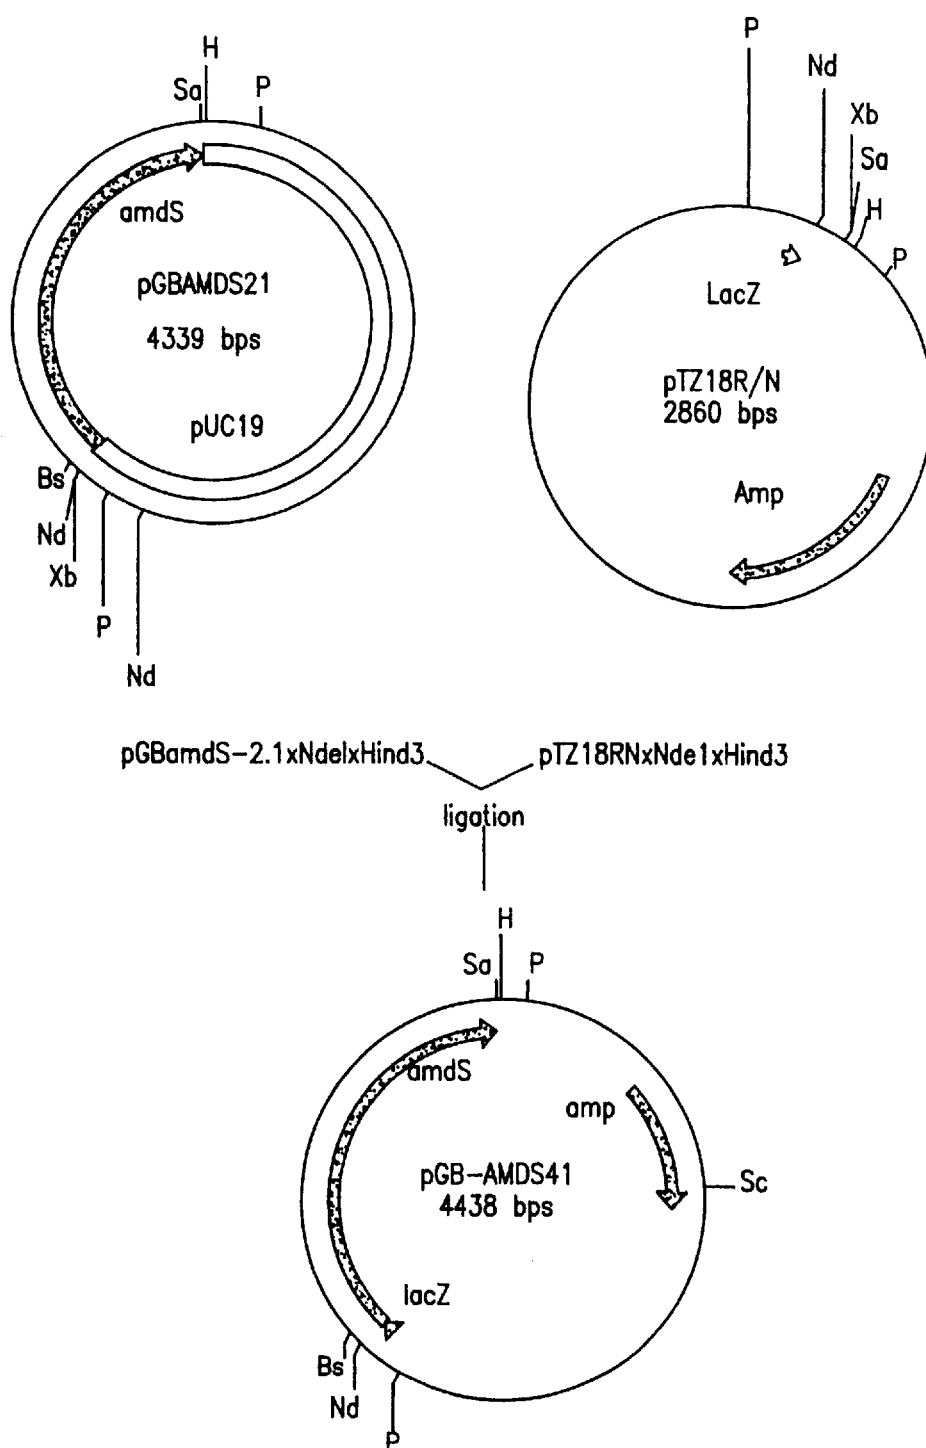 H
Sa
P
amdS
pGBAMDS21
4339 bps
pUC19
Bs
Nd
Xb
P
Nd
P
Nd
Xb
Sa
H
P
LacZ
pTZ18R/N
2860 bps
Amp
pGBamdS-2.1xNdeIxHind3
pTZ18RNxNde1xHind3
ligation
H
Sa
P
amdS
amp
pGB-AMDS41
4438 bps
Sc
lacZ
Bs
Nd
P